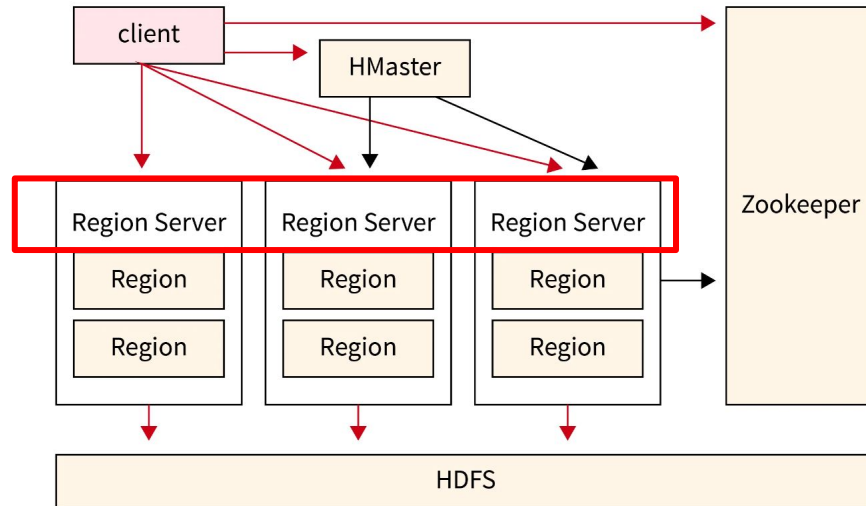 client
HMaster
Zookeeper
Region Server
Region Server
Region Server
Region
Region
Region
Region
Region
Region
HDFS